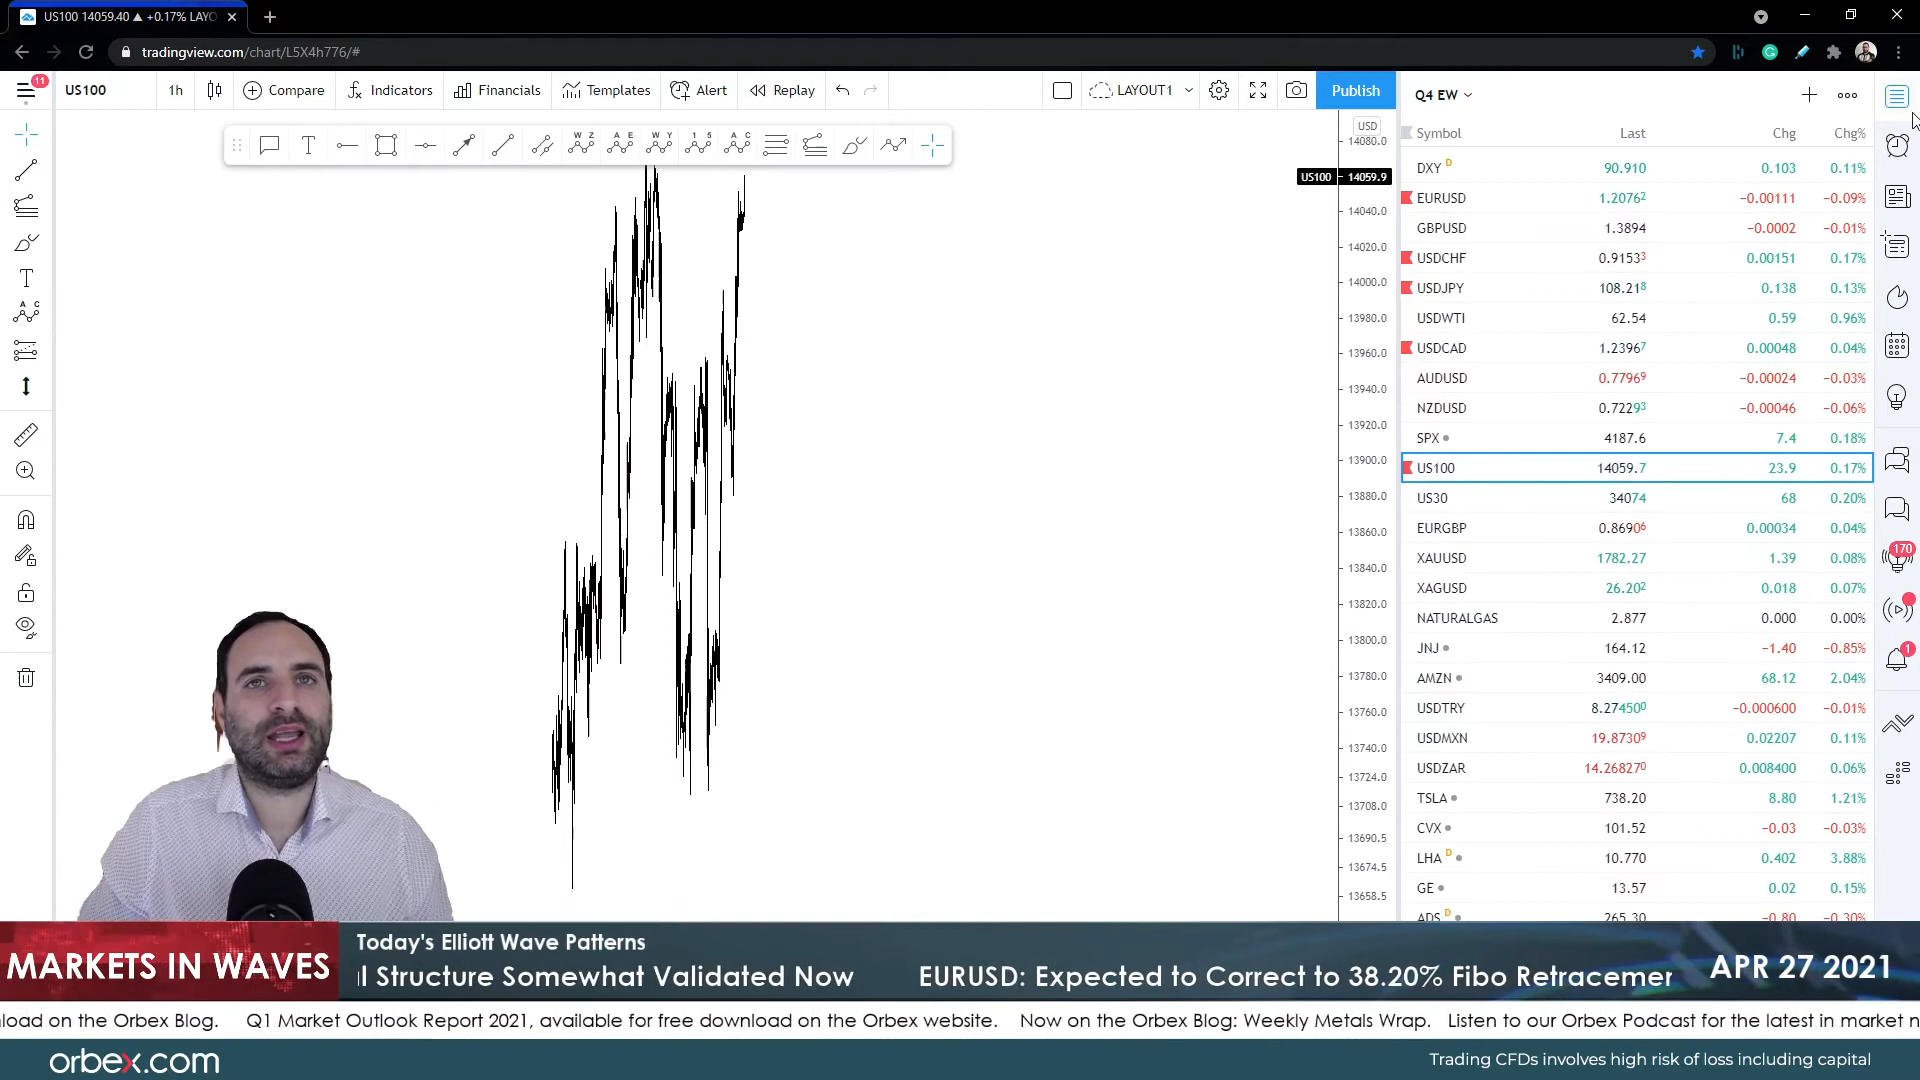 US100 14059.40 ▲ +0.17% LAYO
tradingview.com/chart/L5X4h776/#
11
US100
1h
Compare
Indicators
Financials
Templates
Alert
Replay
LAYOUT1
Publish
Q4 EW
W Z
A E
W Y
1 5
A C
USD
14080.0
US100 14059.9
14040.0
14020.0
14000.0
13980.0
13960.0
13940.0
13920.0
13900.0
13880.0
13860.0
13840.0
13820.0
13800.0
13780.0
13760.0
13740.0
13724.0
13708.0
13690.5
13674.5
13658.5
T
A C
Symbol Last Chg Chg%
DXY D 90.910 0.103 0.11%
EURUSD 1.2076² −0.00111 −0.09%
GBPUSD 1.3894 −0.0002 −0.01%
USDCHF 0.9153³ 0.00151 0.17%
USDJPY 108.21⁸ 0.138 0.13%
USDWTI 62.54 0.59 0.96%
USDCAD 1.2396⁷ 0.00048 0.04%
AUDUSD 0.7796⁹ −0.00024 −0.03%
NZDUSD 0.7229³ −0.00046 −0.06%
SPX 4187.6 7.4 0.18%
US100 14059.7 23.9 0.17%
US30 34074 68 0.20%
EURGBP 0.8690⁶ 0.00034 0.04%
XAUUSD 1782.27 1.39 0.08%
XAGUSD 26.20² 0.018 0.07%
NATURALGAS 2.877 0.000 0.00%
JNJ 164.12 −1.40 −0.85%
AMZN 3409.00 68.12 2.04%
USDTRY 8.27450⁰ −0.000600 −0.01%
USDMXN 19.8730⁹ 0.02207 0.11%
USDZAR 14.26827⁰ 0.008400 0.06%
TSLA 738.20 8.80 1.21%
CVX 101.52 −0.03 −0.03%
LHA D 10.770 0.402 3.88%
GE 13.57 0.02 0.15%
ADS D 265.30 −0.80 −0.30%
170
1
MARKETS IN WAVES
Today's Elliott Wave Patterns
l Structure Somewhat Validated Now EURUSD: Expected to Correct to 38.20% Fibo Retracemer
APR 27 2021
load on the Orbex Blog. Q1 Market Outlook Report 2021, available for free download on the Orbex website. Now on the Orbex Blog: Weekly Metals Wrap. Listen to our Orbex Podcast for the latest in market n
orbex.com
Trading CFDs involves high risk of loss including capital